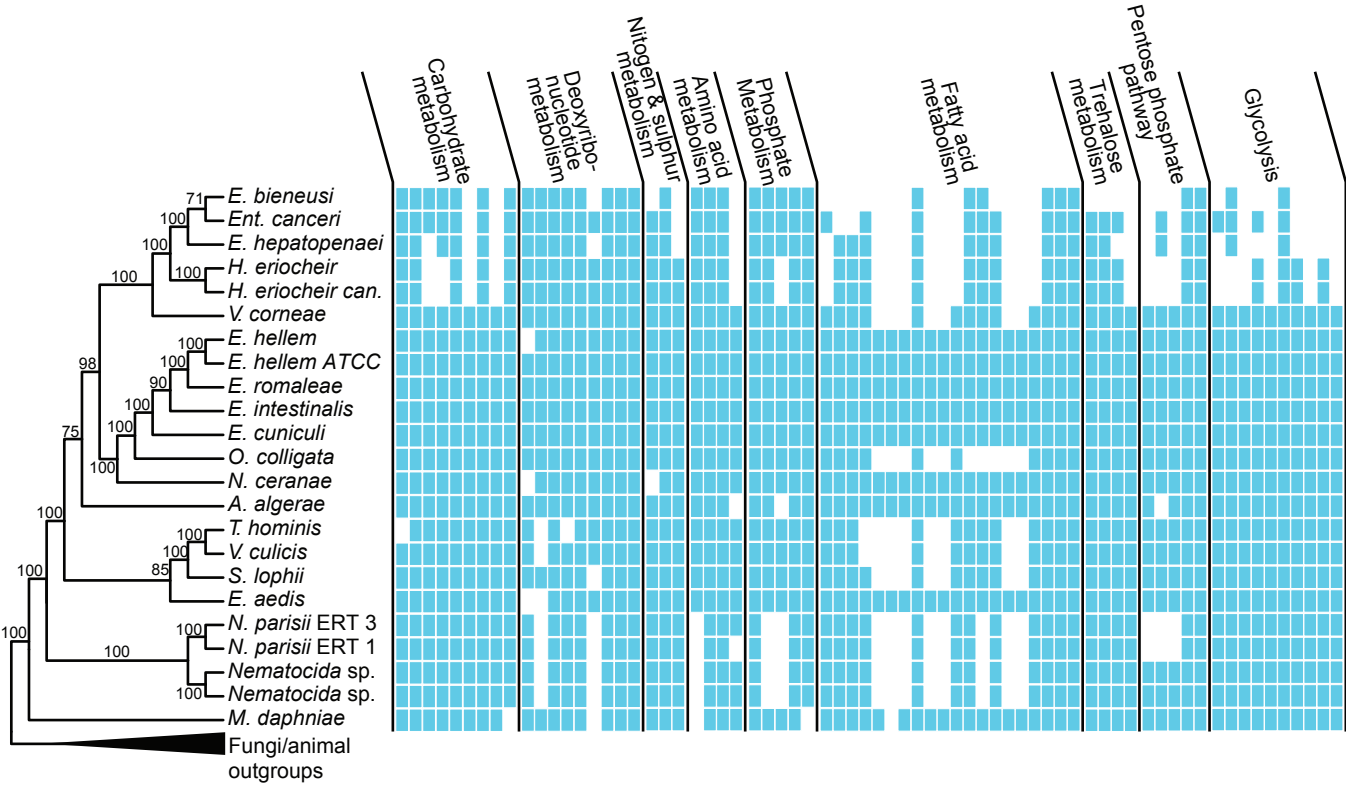 Carbohydrate
metabolism
Deoxyribo-
nucleotide
metabolism
Nitogen & sulphur
metabolism
Amino acid
metabolism
Phosphate
Metabolism
Fatty acid
metabolism
Trehalose
metabolism
Pentose phosphate
pathway
Glycolysis
71 E. bieneusi
100 Ent. canceri
100 E. hepatopenaei
100 H. eriocheir
100 H. eriocheir can.
V. corneae
100 E. hellem
100 E. hellem ATCC
98 90 E. romaleae
100 E. intestinalis
75 100 E. cuniculi
100 O. colligata
N. ceranae
A. algerae
100 100 T. hominis
100 V. culicis
100 85 S. lophii
E. aedis
100 100 N. parisii ERT 3
100 N. parisii ERT 1
Nematocida sp.
100 Nematocida sp.
M. daphniae
Fungi/animal
outgroups